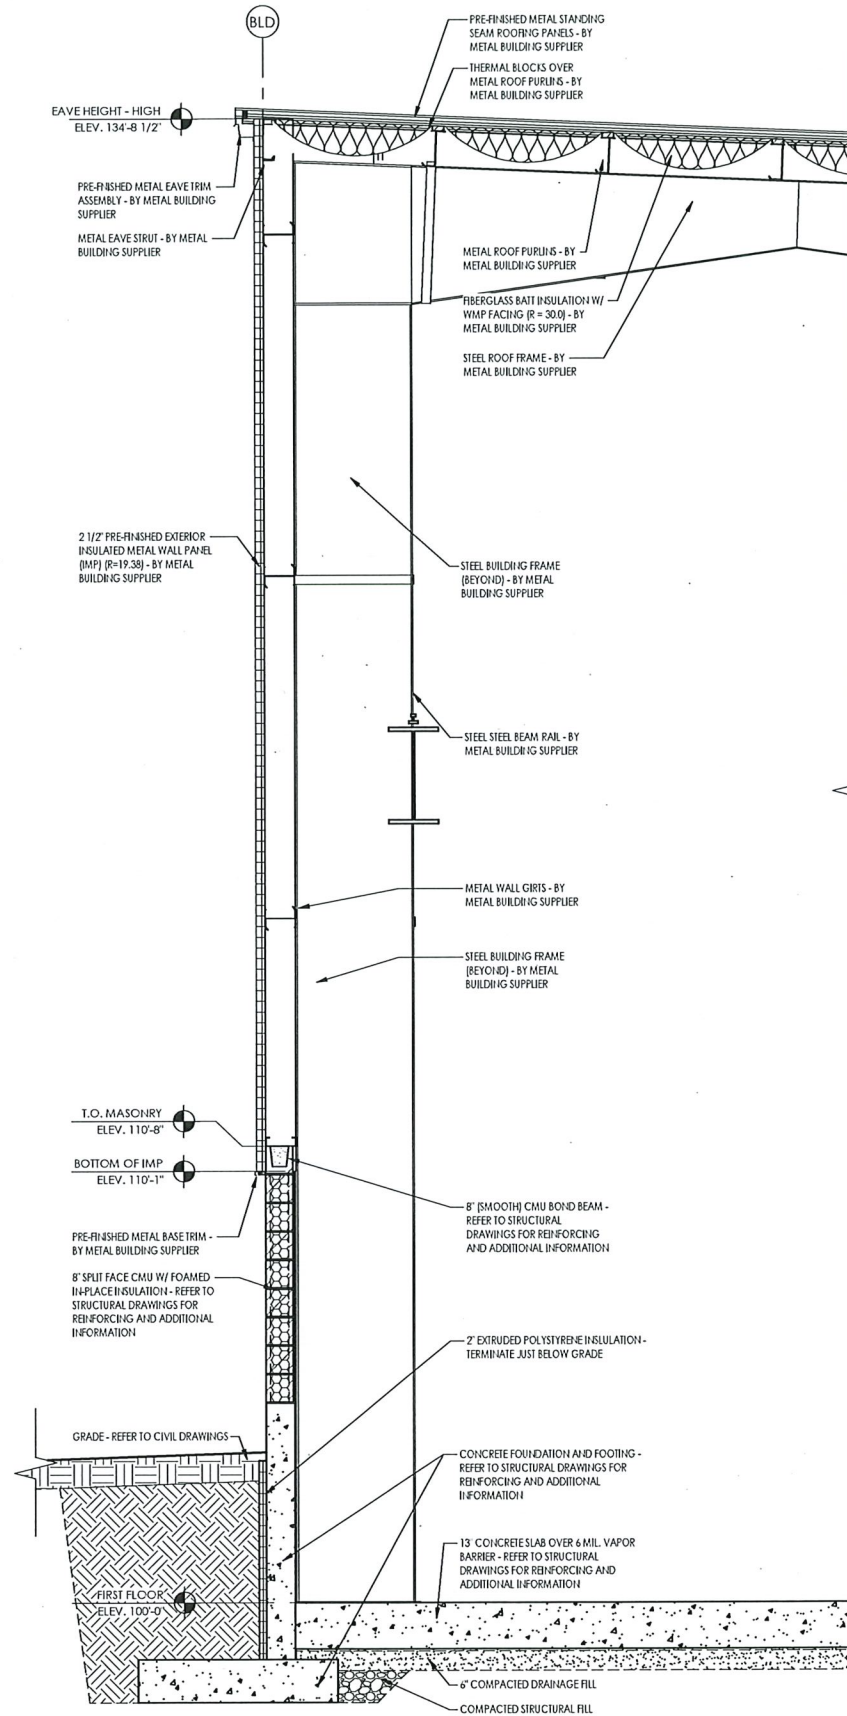 BLD
PRE-FINISHED METAL STANDING
SEAM ROOFING PANELS - BY
METAL BUILDING SUPPLIER
THERMAL BLOCKS OVER
METAL ROOF PURLINS - BY
METAL BUILDING SUPPLIER
EAVE HEIGHT - HIGH
ELEV. 134'-8 1/2"
PRE-FINISHED METAL EAVE TRIM
ASSEMBLY - BY METAL BUILDING
SUPPLIER
METAL EAVE STRUT - BY METAL
BUILDING SUPPLIER
METAL ROOF PURLINS - BY
METAL BUILDING SUPPLIER
FIBERGLASS BATT INSULATION W/
WMP FACING (R = 30.0) - BY
METAL BUILDING SUPPLIER
STEEL ROOF FRAME - BY
METAL BUILDING SUPPLIER
2 1/2" PRE-FINISHED EXTERIOR
INSULATED METAL WALL PANEL
(IMP) (R=19.38) - BY METAL
BUILDING SUPPLIER
STEEL BUILDING FRAME
(BEYOND) - BY METAL
BUILDING SUPPLIER
STEEL STEEL BEAM RAIL - BY
METAL BUILDING SUPPLIER
METAL WALL GIRTS - BY
METAL BUILDING SUPPLIER
STEEL BUILDING FRAME
(BEYOND) - BY METAL
BUILDING SUPPLIER
T.O. MASONRY
ELEV. 110'-8"
BOTTOM OF IMP
ELEV. 110'-1"
8" (SMOOTH) CMU BOND BEAM -
REFER TO STRUCTURAL
DRAWINGS FOR REINFORCING
AND ADDITIONAL INFORMATION
PRE-FINISHED METAL BASE TRIM -
BY METAL BUILDING SUPPLIER
8" SPLIT FACE CMU W/ FOAMED
IN-PLACE INSULATION - REFER TO
STRUCTURAL DRAWINGS FOR
REINFORCING AND ADDITIONAL
INFORMATION
2" EXTRUDED POLYSTYRENE INSULATION -
TERMINATE JUST BELOW GRADE
GRADE - REFER TO CIVIL DRAWINGS
CONCRETE FOUNDATION AND FOOTING -
REFER TO STRUCTURAL DRAWINGS FOR
REINFORCING AND ADDITIONAL
INFORMATION
13" CONCRETE SLAB OVER 6 MIL. VAPOR
BARRIER - REFER TO STRUCTURAL
DRAWINGS FOR REINFORCING AND
ADDITIONAL INFORMATION
FIRST FLOOR
ELEV. 100'-0"
6" COMPACTED DRAINAGE FILL
COMPACTED STRUCTURAL FILL